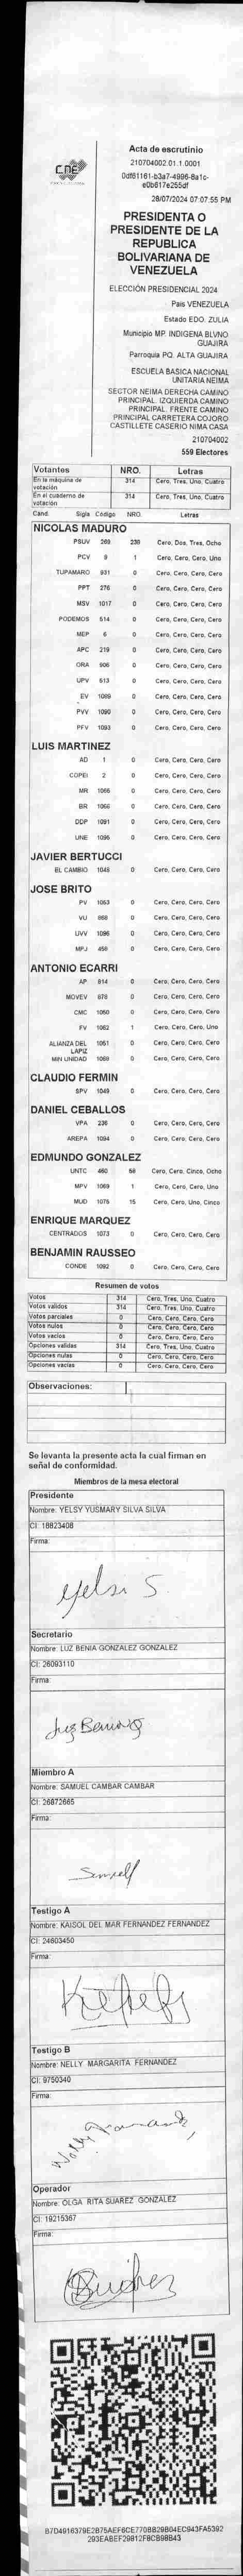 CNE
Acta de escrutinio
210704002.01.1.0001
0df81161-b3a7-4996-8a1c-
e0b617e255df
28/07/2024 07:07:55 PM
PRESIDENTA O
PRESIDENTE DE LA
REPUBLICA
BOLIVARIANA DE
VENEZUELA
ELECCIÓN PRESIDENCIAL 2024
País VENEZUELA
Estado EDO. ZULIA
Municipio MP. INDIGENA BLVNO
GUAJIRA
Parroquia PQ. ALTA GUAJIRA
ESCUELA BASICA NACIONAL
UNITARIA NEIMA
SECTOR NEIMA DERECHA CAMINO
PRINCIPAL. IZQUIERDA CAMINO
PRINCIPAL. FRENTE CAMINO
PRINCIPAL CARRETERA COJORO
CASTILLETE CASERIO NIMA CASA
210704002
559 Electores
Votantes NRO. Letras
En la máquina de votación 314 Cero, Tres, Uno, Cuatro
En el cuaderno de votación 314 Cero, Tres, Uno, Cuatro
Cand. Sigla Código NRO. Letras
NICOLAS MADURO
PSUV 269 238 Cero, Dos, Tres, Ocho
PCV 9 1 Cero, Cero, Cero, Uno
TUPAMARO 931 0 Cero, Cero, Cero, Cero
PPT 276 0 Cero, Cero, Cero, Cero
MSV 1017 0 Cero, Cero, Cero, Cero
PODEMOS 514 0 Cero, Cero, Cero, Cero
MEP 6 0 Cero, Cero, Cero, Cero
APC 219 0 Cero, Cero, Cero, Cero
ORA 906 0 Cero, Cero, Cero, Cero
UPV 613 0 Cero, Cero, Cero, Cero
EV 1089 0 Cero, Cero, Cero, Cero
PVV 1090 0 Cero, Cero, Cero, Cero
PFV 1093 0 Cero, Cero, Cero, Cero
LUIS MARTINEZ
AD 1 0 Cero, Cero, Cero, Cero
COPEI 2 0 Cero, Cero, Cero, Cero
MR 1066 0 Cero, Cero, Cero, Cero
BR 0 Cero, Cero, Cero, Cero
DDP 1091 0 Cero, Cero, Cero, Cero
UNE 1095 0 Cero, Cero, Cero, Cero
JAVIER BERTUCCI
EL CAMBIO 1048 0 Cero, Cero, Cero, Cero
JOSE BRITO
PV 1053 0 Cero, Cero, Cero, Cero
VU 868 0 Cero, Cero, Cero, Cero
UVV 1096 0 Cero, Cero, Cero, Cero
MPJ 458 0 Cero, Cero, Cero, Cero
ANTONIO ECARRI
AP 814 0 Cero, Cero, Cero, Cero
MOVEV 878 0 Cero, Cero, Cero, Cero
CMC 1050 0 Cero, Cero, Cero, Cero
FV 1062 1 Cero, Cero, Cero, Uno
ALIANZA DEL LAPIZ 1051 0 Cero, Cero, Cero, Cero
MIN UNIDAD 1068 0 Cero, Cero, Cero, Cero
CLAUDIO FERMIN
SPV 1049 0 Cero, Cero, Cero, Cero
DANIEL CEBALLOS
VPA 236 0 Cero, Cero, Cero, Cero
AREPA 1094 0 Cero, Cero, Cero, Cero
EDMUNDO GONZALEZ
UNTC 460 58 Cero, Cero, Cinco, Ocho
MPV 1069 1 Cero, Cero, Cero, Uno
MUD 1075 15 Cero, Cero, Uno, Cinco
ENRIQUE MARQUEZ
CENTRADOS 1073 0 Cero, Cero, Cero, Cero
BENJAMIN RAUSSEO
CONDE 1092 0 Cero, Cero, Cero, Cero
Resumen de votos
Votos 314 Cero, Tres, Uno, Cuatro
Votos validos 314 Cero, Tres, Uno, Cuatro
Votos parciales 0 Cero, Cero, Cero, Cero
Votos nulos 0 Cero, Cero, Cero, Cero
Votos vacios 0 Cero, Cero, Cero, Cero
Opciones validas 314 Cero, Tres, Uno, Cuatro
Opciones nulas 0 Cero, Cero, Cero, Cero
Opciones vacias 0 Cero, Cero, Cero, Cero
Observaciones:
Se levanta la presente acta la cual firman en
señal de conformidad.
Miembros de la mesa electoral
Presidente
Nombre: YELSY YUSMARY SILVA SILVA
CI: 18823408
Firma:
yelsi S
Secretario
Nombre: LUZ BENIA GONZALEZ GONZALEZ
CI: 26093110
Firma:
Miembro A
Nombre: SAMUEL CAMBAR CAMBAR
CI: 26872665
Firma:
Samuell
Testigo A
Nombre: KAISOL DEL MAR FERNANDEZ FERNANDEZ
CI: 24603450
Firma:
Testigo B
Nombre: NELLY MARGARITA FERNANDEZ
CI: 9750340
Firma:
Operador
Nombre: OLGA RITA SUAREZ GONZALEZ
CI: 19215367
Firma:
B7D4916379E2B75AEF6CE770BB29B04EC943FA5392
293EABEF29812F8CB98B43